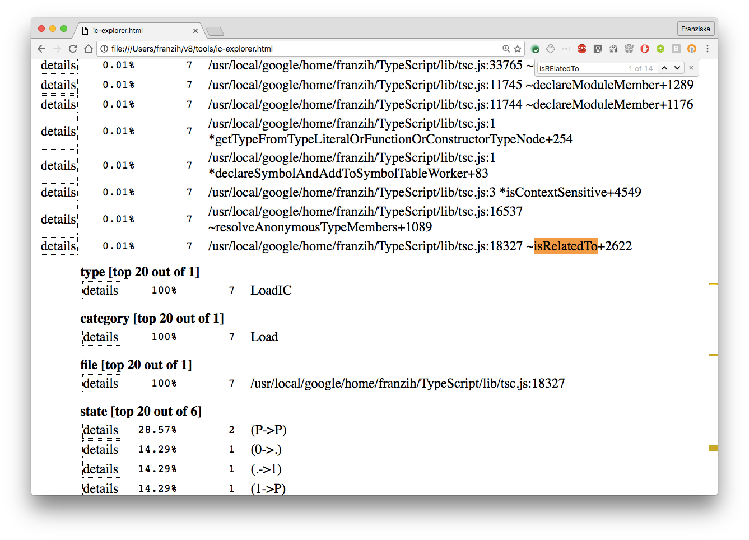 ic-explorer.html
Franziska
file:///Users/franzih/v8/tools/ic-explorer.html
isRElatedTo 1 of 14
details 0.01% 7 /usr/local/google/home/franzih/TypeScript/lib/tsc.js:33765 ~
details 0.01% 7 /usr/local/google/home/franzih/TypeScript/lib/tsc.js:11745 ~declareModuleMember+1289
details 0.01% 7 /usr/local/google/home/franzih/TypeScript/lib/tsc.js:11744 ~declareModuleMember+1176
details 0.01% 7 /usr/local/google/home/franzih/TypeScript/lib/tsc.js:1
*getTypeFromTypeLiteralOrFunctionOrConstructorTypeNode+254
details 0.01% 7 /usr/local/google/home/franzih/TypeScript/lib/tsc.js:1
*declareSymbolAndAddToSymbolTableWorker+83
details 0.01% 7 /usr/local/google/home/franzih/TypeScript/lib/tsc.js:3 *isContextSensitive+4549
details 0.01% 7 /usr/local/google/home/franzih/TypeScript/lib/tsc.js:16537
~resolveAnonymousTypeMembers+1089
details 0.01% 7 /usr/local/google/home/franzih/TypeScript/lib/tsc.js:18327 ~isRelatedTo+2622
type [top 20 out of 1]
details 100% 7 LoadIC
category [top 20 out of 1]
details 100% 7 Load
file [top 20 out of 1]
details 100% 7 /usr/local/google/home/franzih/TypeScript/lib/tsc.js:18327
state [top 20 out of 6]
details 28.57% 2 (P->P)
details 14.29% 1 (0->.)
details 14.29% 1 (.->1)
details 14.29% 1 (1->P)